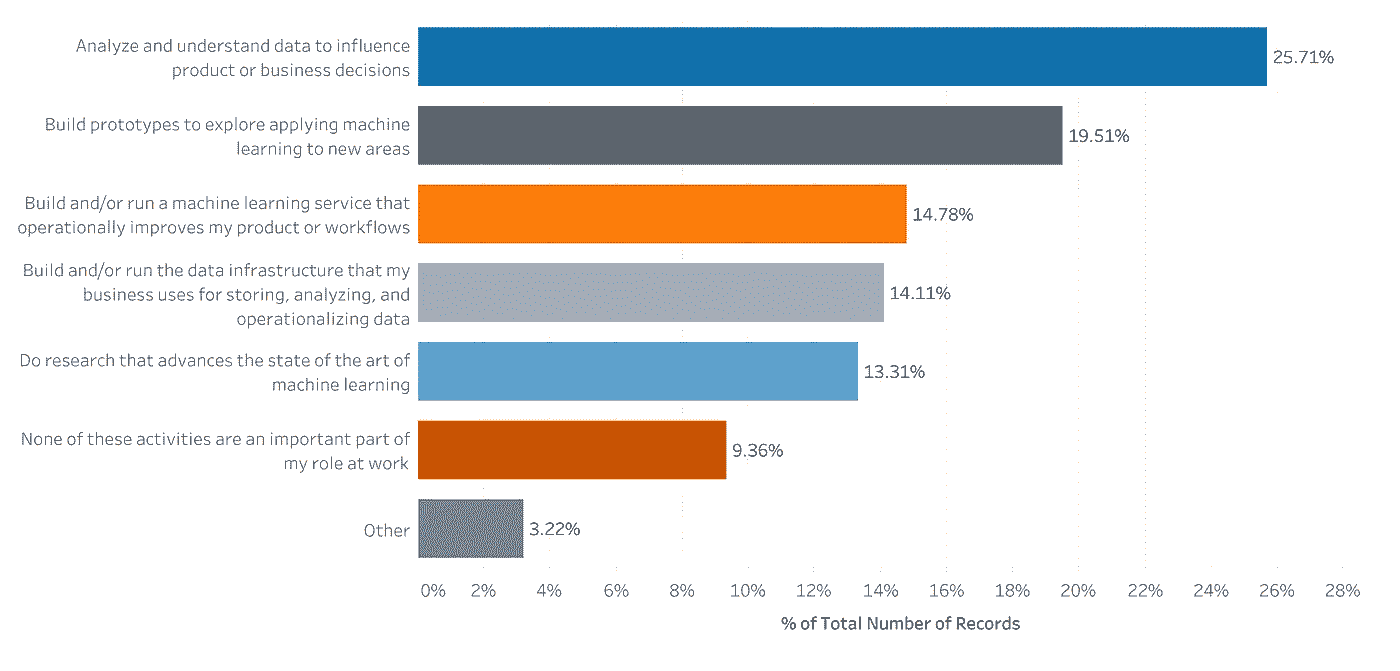 Analyze and understand data to influence
product or business decisions
25.71%
Build prototypes to explore applying machine
learning to new areas
19.51%
Build and/or run a machine learning service that
operationally improves my product or workflows
14.78%
Build and/or run the data infrastructure that my
business uses for storing, analyzing, and
operationalizing data
14.11%
Do research that advances the state of the art of
machine learning
13.31%
None of these activities are an important part of
my role at work
9.36%
Other
3.22%
0% 2% 4% 6% 8% 10% 12% 14% 16% 18% 20% 22% 24% 26% 28%
% of Total Number of Records